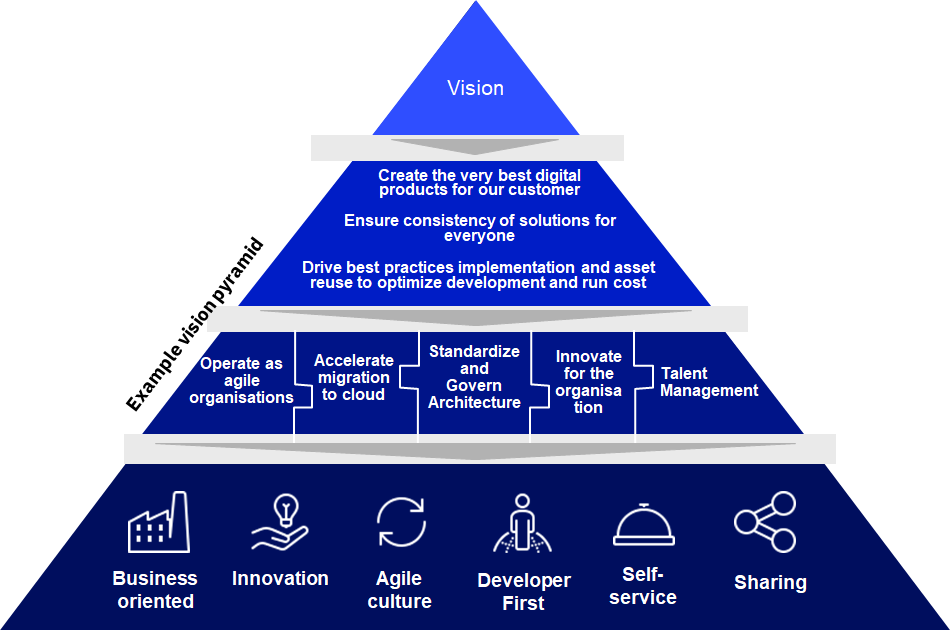 Vision
Create the very best digital
products for our customer
Ensure consistency of solutions for
everyone
Drive best practices implementation and asset
reuse to optimize development and run cost
Example vision pyramid
Operate as
agile
organisations
Accelerate
migration
to cloud
Standardize
and
Govern
Architecture
Innovate
for the
organisa
tion
Talent
Management
Business
oriented
Innovation
Agile
culture
Developer
First
Self-
service
Sharing